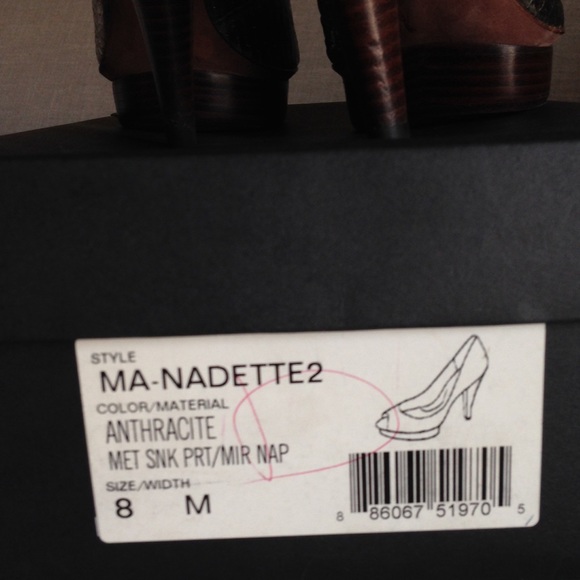 STYLE
MA-NADETTE2
COLOR/MATERIAL
ANTHRACITE
MET SNK PRT/MIR NAP
SIZE/WIDTH
8 M
8 86067 51970 5